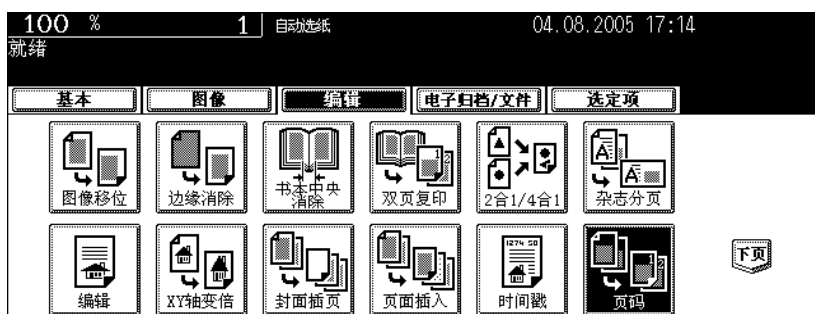 100 % 1 自动选纸 04.08.2005 17:14
就绪
基本 图像 编辑 电子归档/文件 选定项
图像移位 边缘消除 书本中央消除 双页复印 2合1/4合1 杂志分页
编辑 XY轴变倍 封面插页 页面插入 时间戳 页码 下页